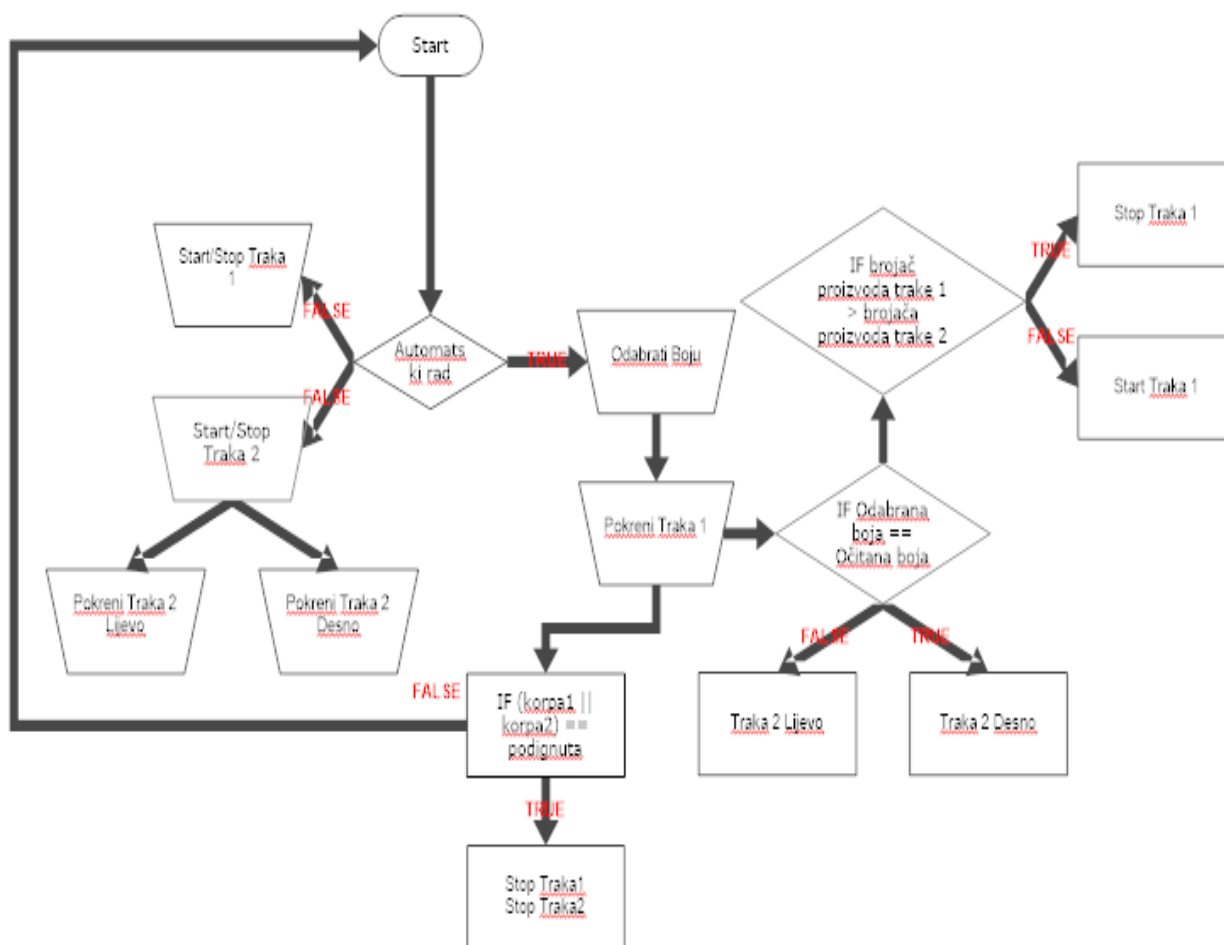 Start
Start/Stop Traka
1
FALSE
Automats
ki rad
TRUE
Odabrati Boju
FALSE
Start/Stop
Traka 2
Pokreni Traka 2
Lijevo
Pokreni Traka 2
Desno
Pokreni Traka 1
IF Odabrana
boja ==
Očitana boja
IF brojač
proizvoda trake 1
> brojača
proizvoda trake 2
TRUE
Stop Traka 1
FALSE
Start Traka 1
FALSE
TRUE
Traka 2 Lijevo
Traka 2 Desno
FALSE
IF (korpa1 ||
korpa2) ==
podignuta
TRUE
Stop Traka1
Stop Traka2